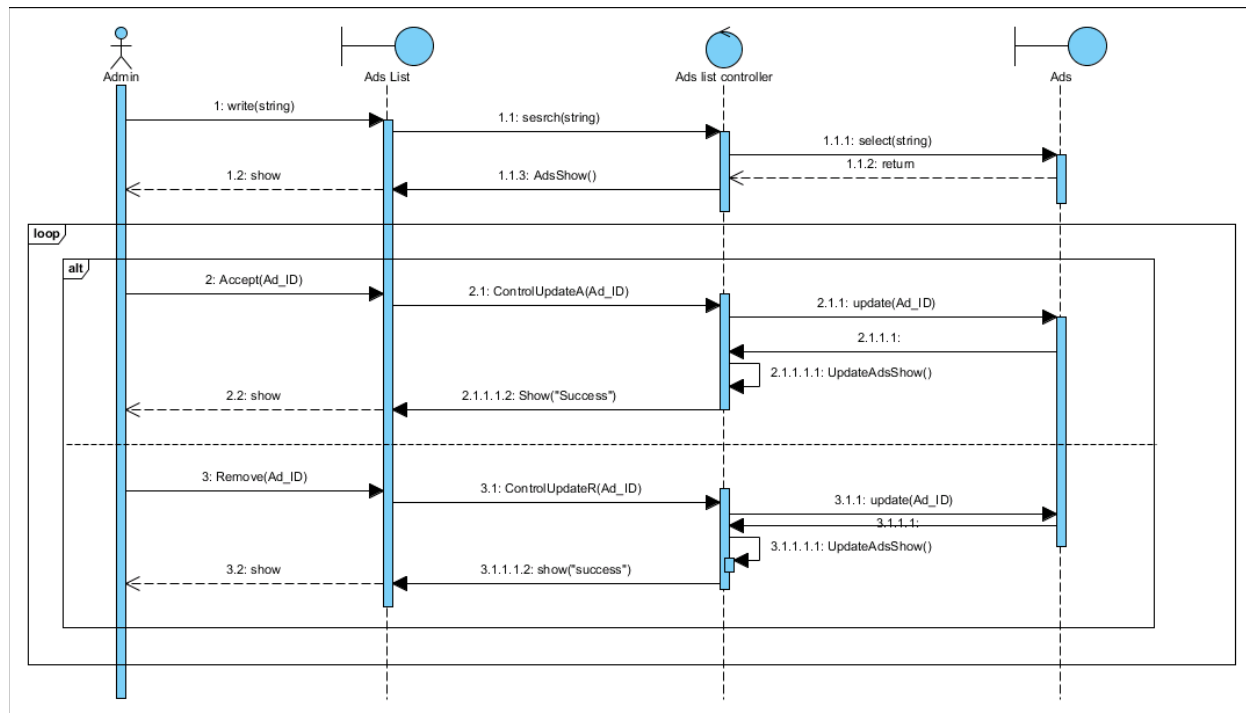 Admin
Ads List
Ads list controller
Ads
1: write(string)
1.1: sesrch(string)
1.1.1: select(string)
1.1.2: return
1.2: show
1.1.3: AdsShow()
loop
alt
2: Accept(Ad_ID)
2.1: ControlUpdateA(Ad_ID)
2.1.1: update(Ad_ID)
2.1.1.1:
2.1.1.1.1: UpdateAdsShow()
2.2: show
2.1.1.1.2: Show("Success")
3: Remove(Ad_ID)
3.1: ControlUpdateR(Ad_ID)
3.1.1: update(Ad_ID)
3.1.1.1:
3.1.1.1.1: UpdateAdsShow()
3.2: show
3.1.1.1.2: show("success")